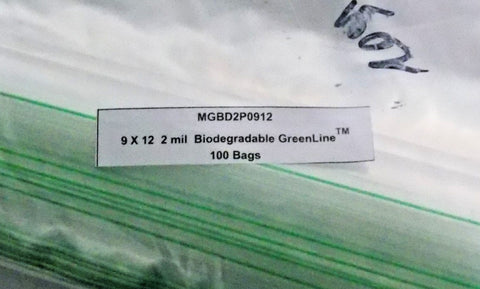 MGBD2P0912
9 X 12 2 mil Biodegradable GreenLine™
100 Bags